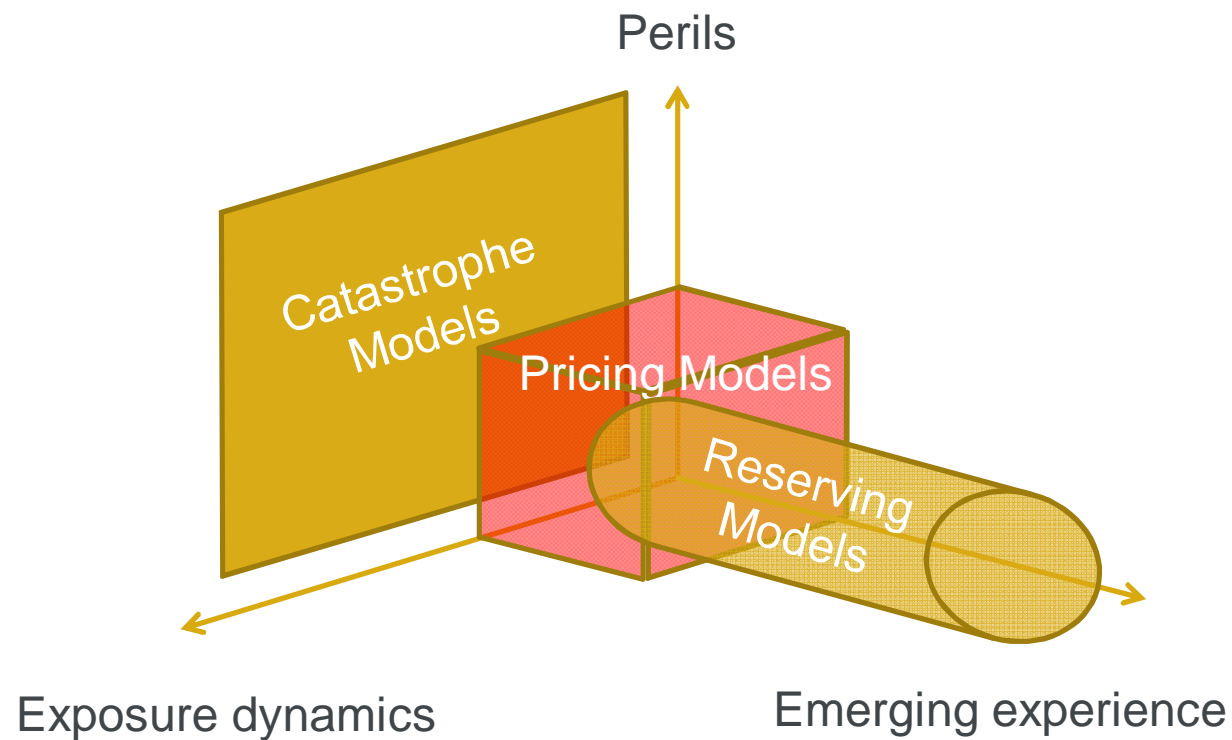 Perils
Catastrophe
Models
Pricing Models
Reserving
Models
Exposure dynamics
Emerging experience